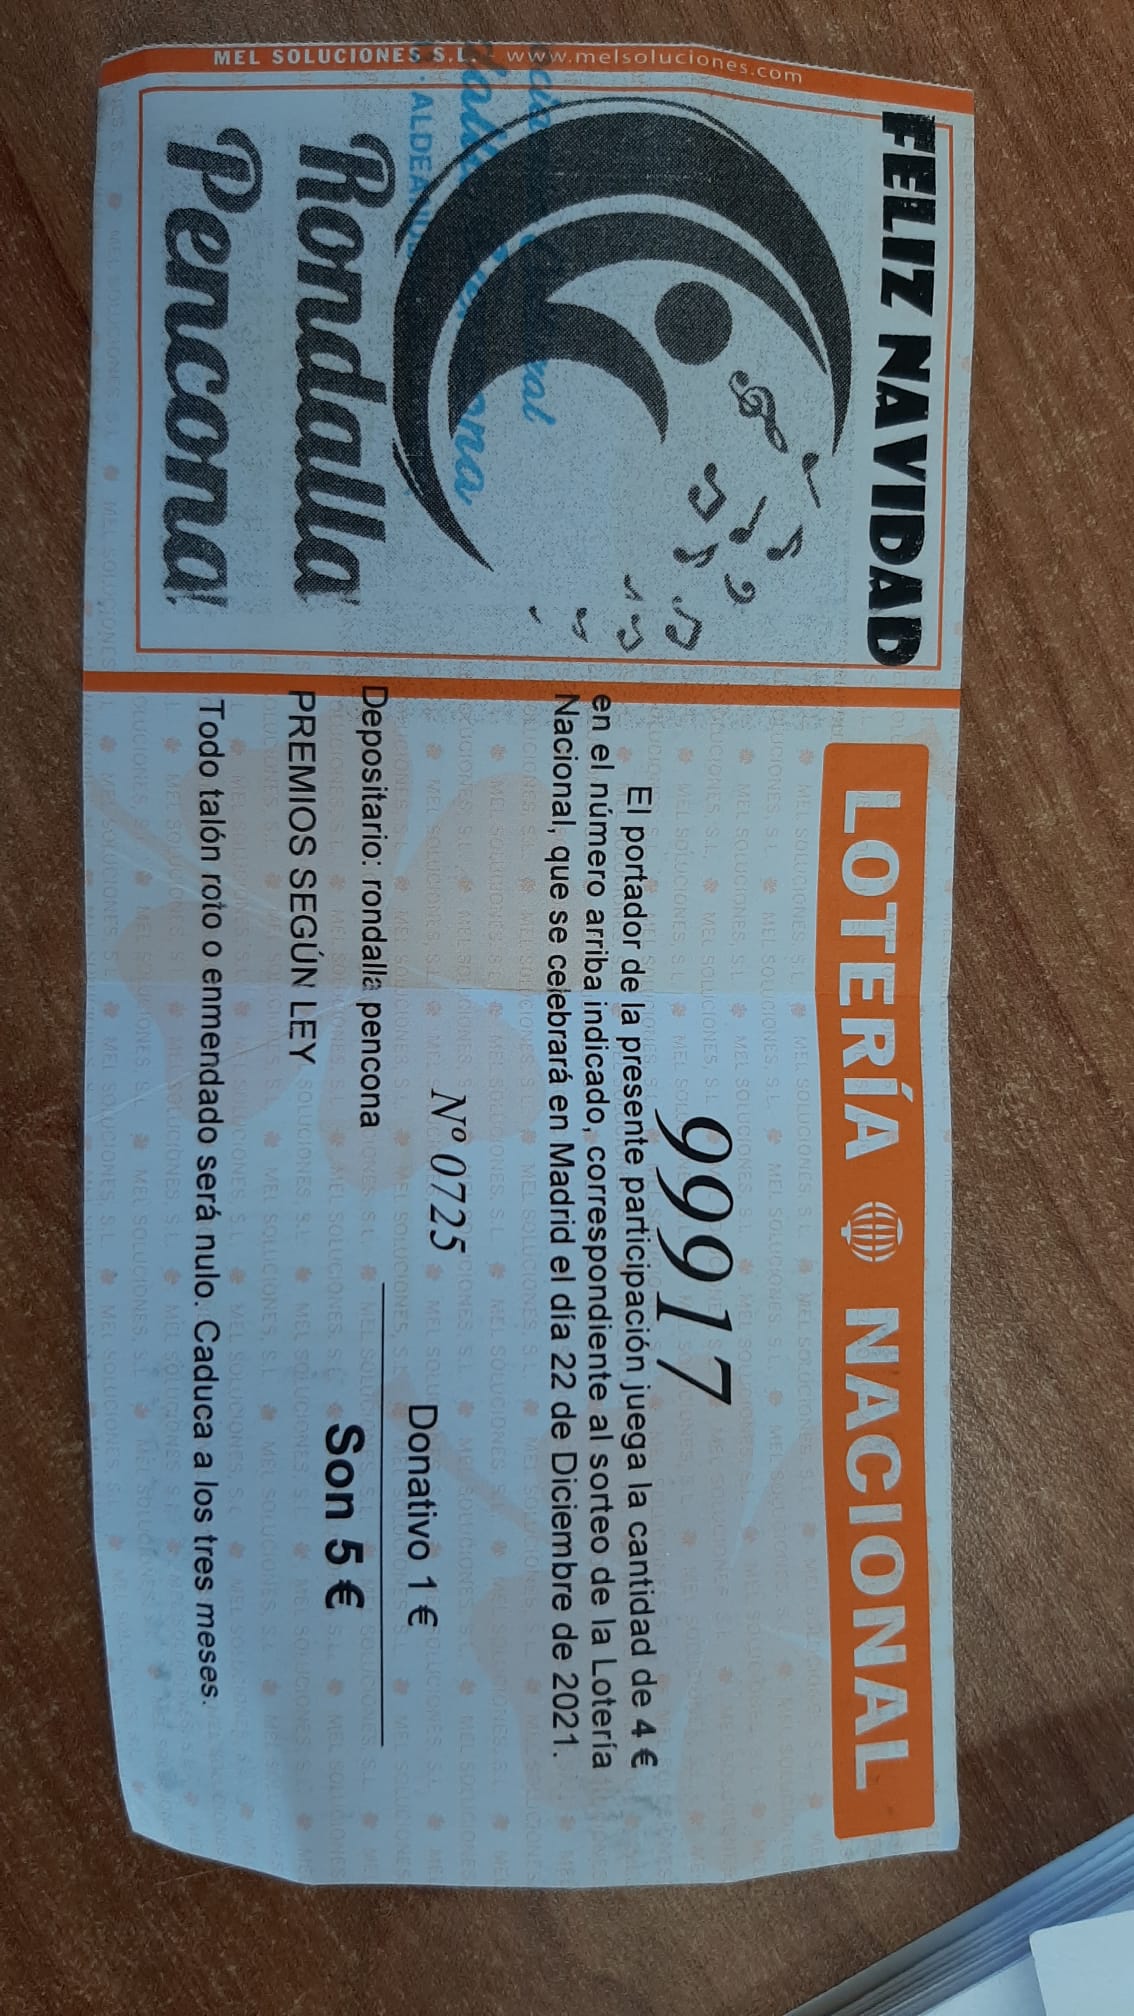 MEL SOLUCIONES S.L. www.melsoluciones.com
FELIZ NAVIDAD
Rondalla
Pencona
LOTERÍA NACIONAL
99917
El portador de la presente participación juega la cantidad de 4 €
en el número arriba indicado, correspondiente al sorteo de la Lotería
Nacional, que se celebrará en Madrid el día 22 de Diciembre de 2021.
Nº 0725
Donativo 1 €
Depositario: rondalla pencona
Son 5 €
PREMIOS SEGÚN LEY
Todo talón roto o enmendado será nulo. Caduca a los tres meses.